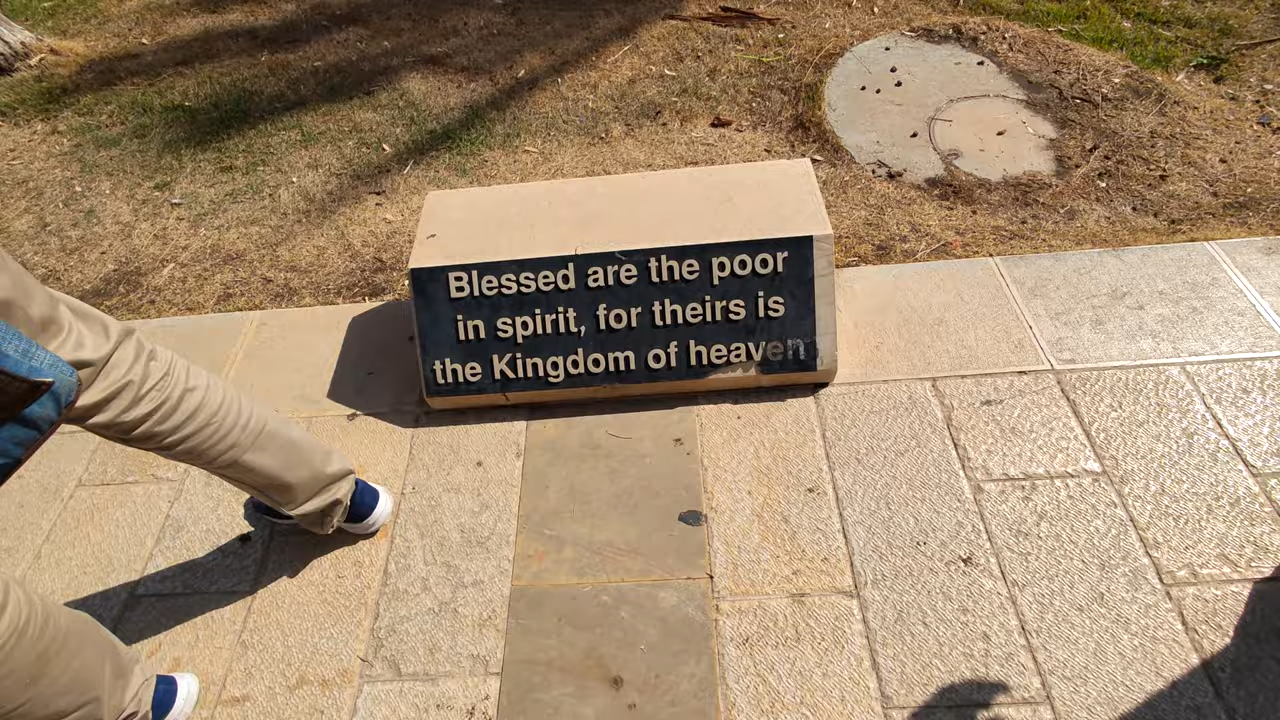 Blessed are the poor
in spirit, for theirs is
the Kingdom of heaven